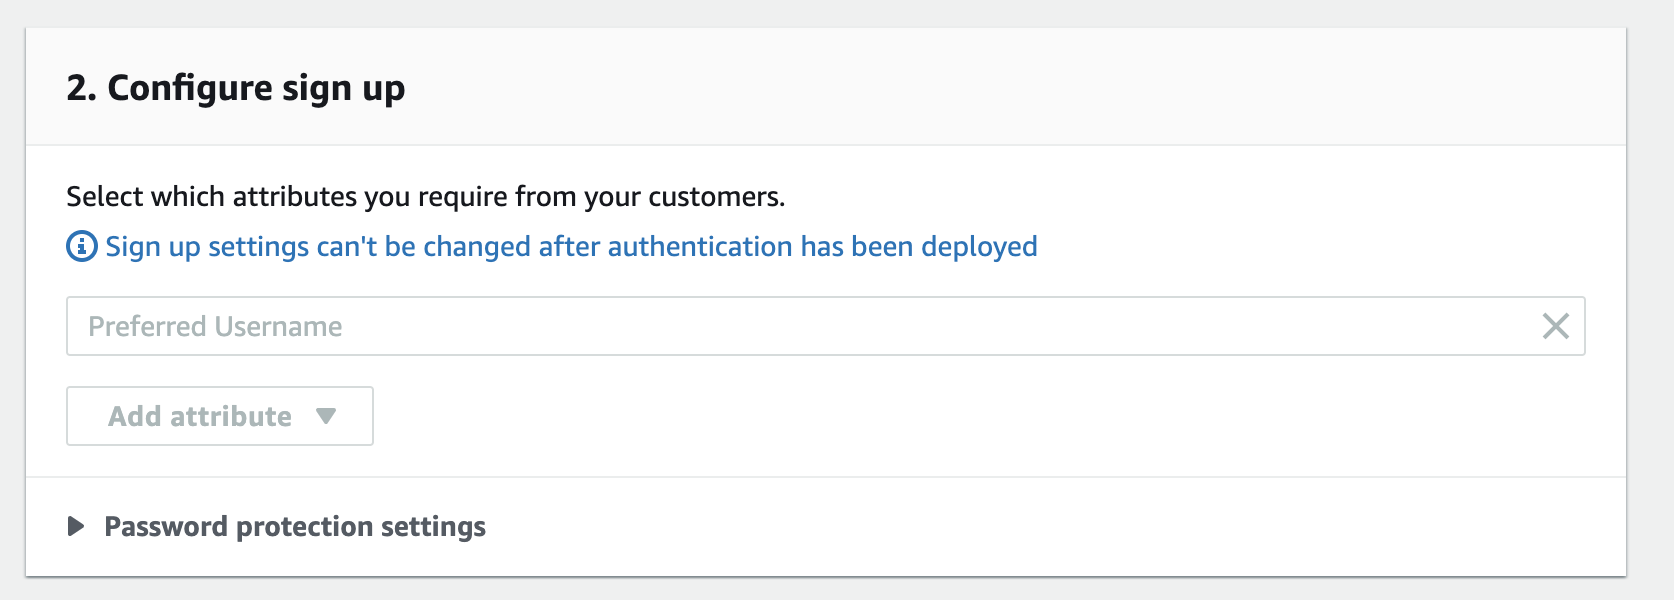 2. Configure sign up
Select which attributes you require from your customers.
Sign up settings can't be changed after authentication has been deployed
Preferred Username
Add attribute
Password protection settings